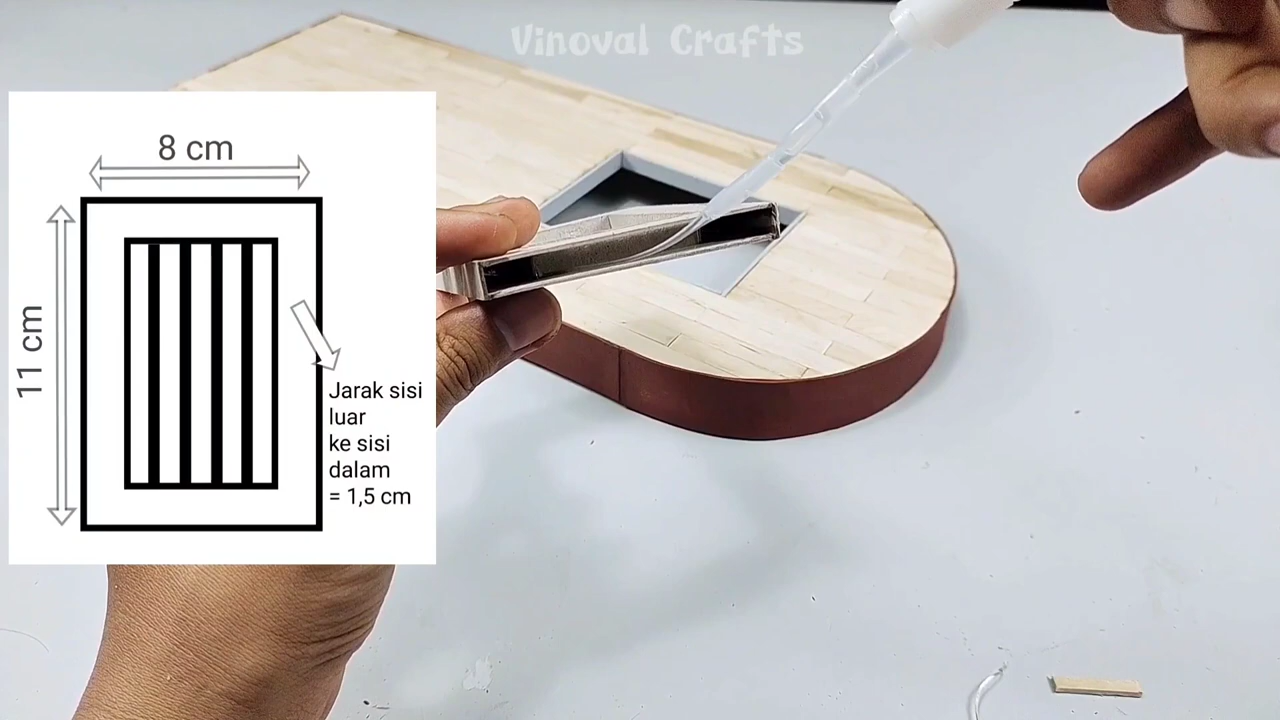 Vinoval Crafts
8 cm
11 cm
Jarak sisi
luar
ke sisi
dalam
= 1,5 cm